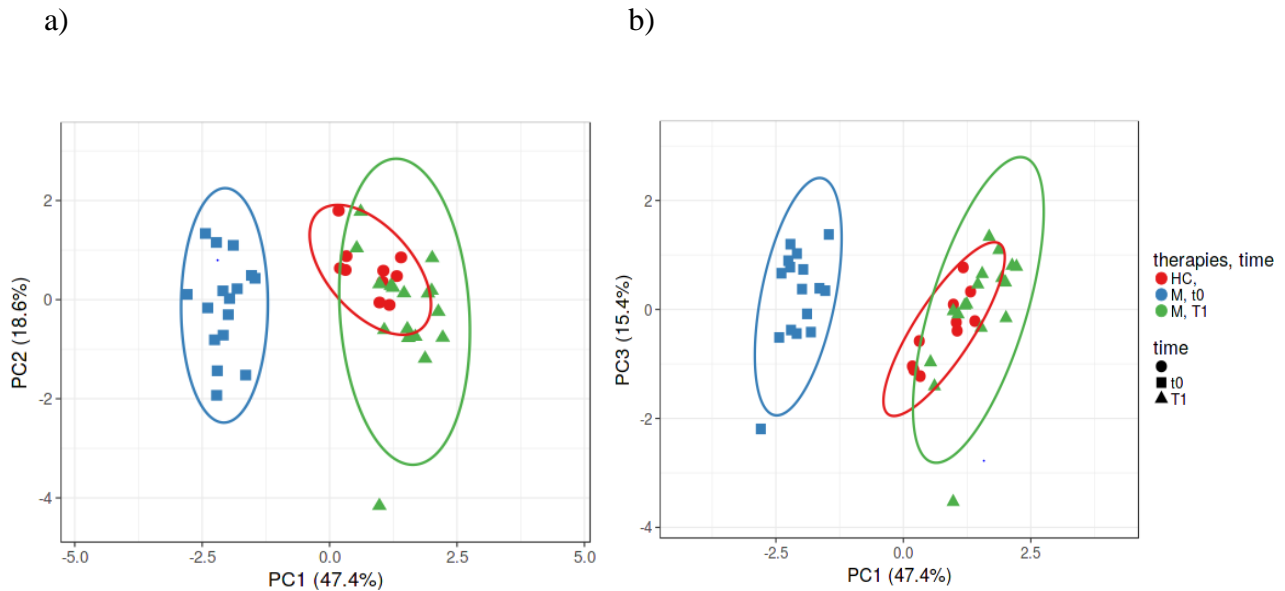 a)
b)
2
0
-2
-4
-5.0
-2.5
0.0
2.5
5.0
PC1 (47.4%)
PC2 (18.6%)
2
0
-2
-4
-2.5
0.0
2.5
PC1 (47.4%)
PC3 (15.4%)
therapies, time
HC,
M, t0
M, T1
time
t0
T1